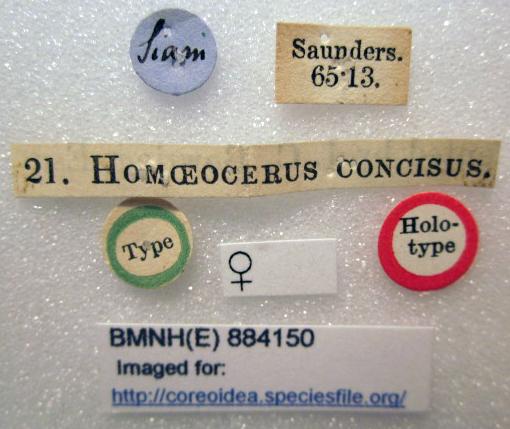 Siam
Saunders.
65·13.
21. HOMŒOCERUS CONCISUS.
Type
♀
Holo-
type
BMNH(E) 884150
Imaged for:
http://coreoidea.speciesfile.org/